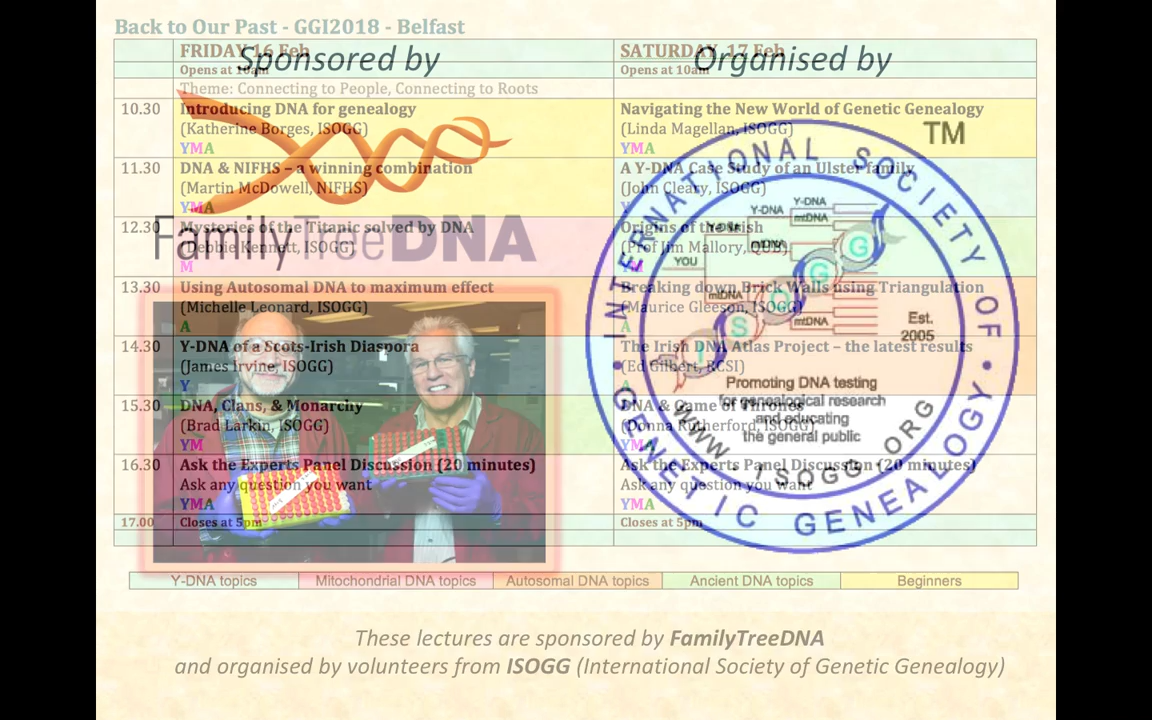 Back to Our Past - GGI2018 - Belfast
Sponsored by
Organised by
FRIDAY 16 Feb
SATURDAY 17 Feb
Opens at 10am
Opens at 10am
Theme: Connecting to People, Connecting to Roots
10.30
Introducing DNA for genealogy
(Katherine Borges, ISOGG)
YMA
Navigating the New World of Genetic Genealogy
(Linda Magellan, ISOGG)
YMA
11.30
DNA & NIFHS – a winning combination
(Martin McDowell, NIFHS)
YMA
A Y-DNA Case Study of an Ulster family
(John Cleary, ISOGG)
Y
12.30
Mysteries of the Titanic solved by DNA
(Debbie Kennett, ISOGG)
M
Origins of the Irish
(Prof Jim Mallory, QUB)
YM
13.30
Using Autosomal DNA to maximum effect
(Michelle Leonard, ISOGG)
A
Breaking down Brick Walls using Triangulation
(Maurice Gleeson, ISOGG)
A
14.30
Y-DNA of a Scots-Irish Diaspora
(James Irvine, ISOGG)
Y
The Irish DNA Atlas Project – the latest results
(Ed Gilbert, RCSI)
A
15.30
DNA, Clans, & Monarchy
(Brad Larkin, ISOGG)
YM
DNA & Game of Thrones
(Donna Rutherford, ISOGG)
YMA
16.30
Ask the Experts Panel Discussion (20 minutes)
Ask any question you want
YMA
Ask the Experts Panel Discussion (20 minutes)
Ask any question you want
YMA
17.00
Closes at 5pm
Closes at 5pm
FamilyTreeDNA
INTERNATIONAL SOCIETY OF
GENETIC GENEALOGY
TM
Y-DNA
Y-DNA
mtDNA
Y-DNA
mtDNA
YOU
mtDNA
mtDNA
I S O G G
Est.
2005
Promoting DNA testing
for genealogical research
and educating
the general public
WWW.ISOGG.ORG
Y-DNA topics
Mitochondrial DNA topics
Autosomal DNA topics
Ancient DNA topics
Beginners
These lectures are sponsored by FamilyTreeDNA
and organised by volunteers from ISOGG (International Society of Genetic Genealogy)